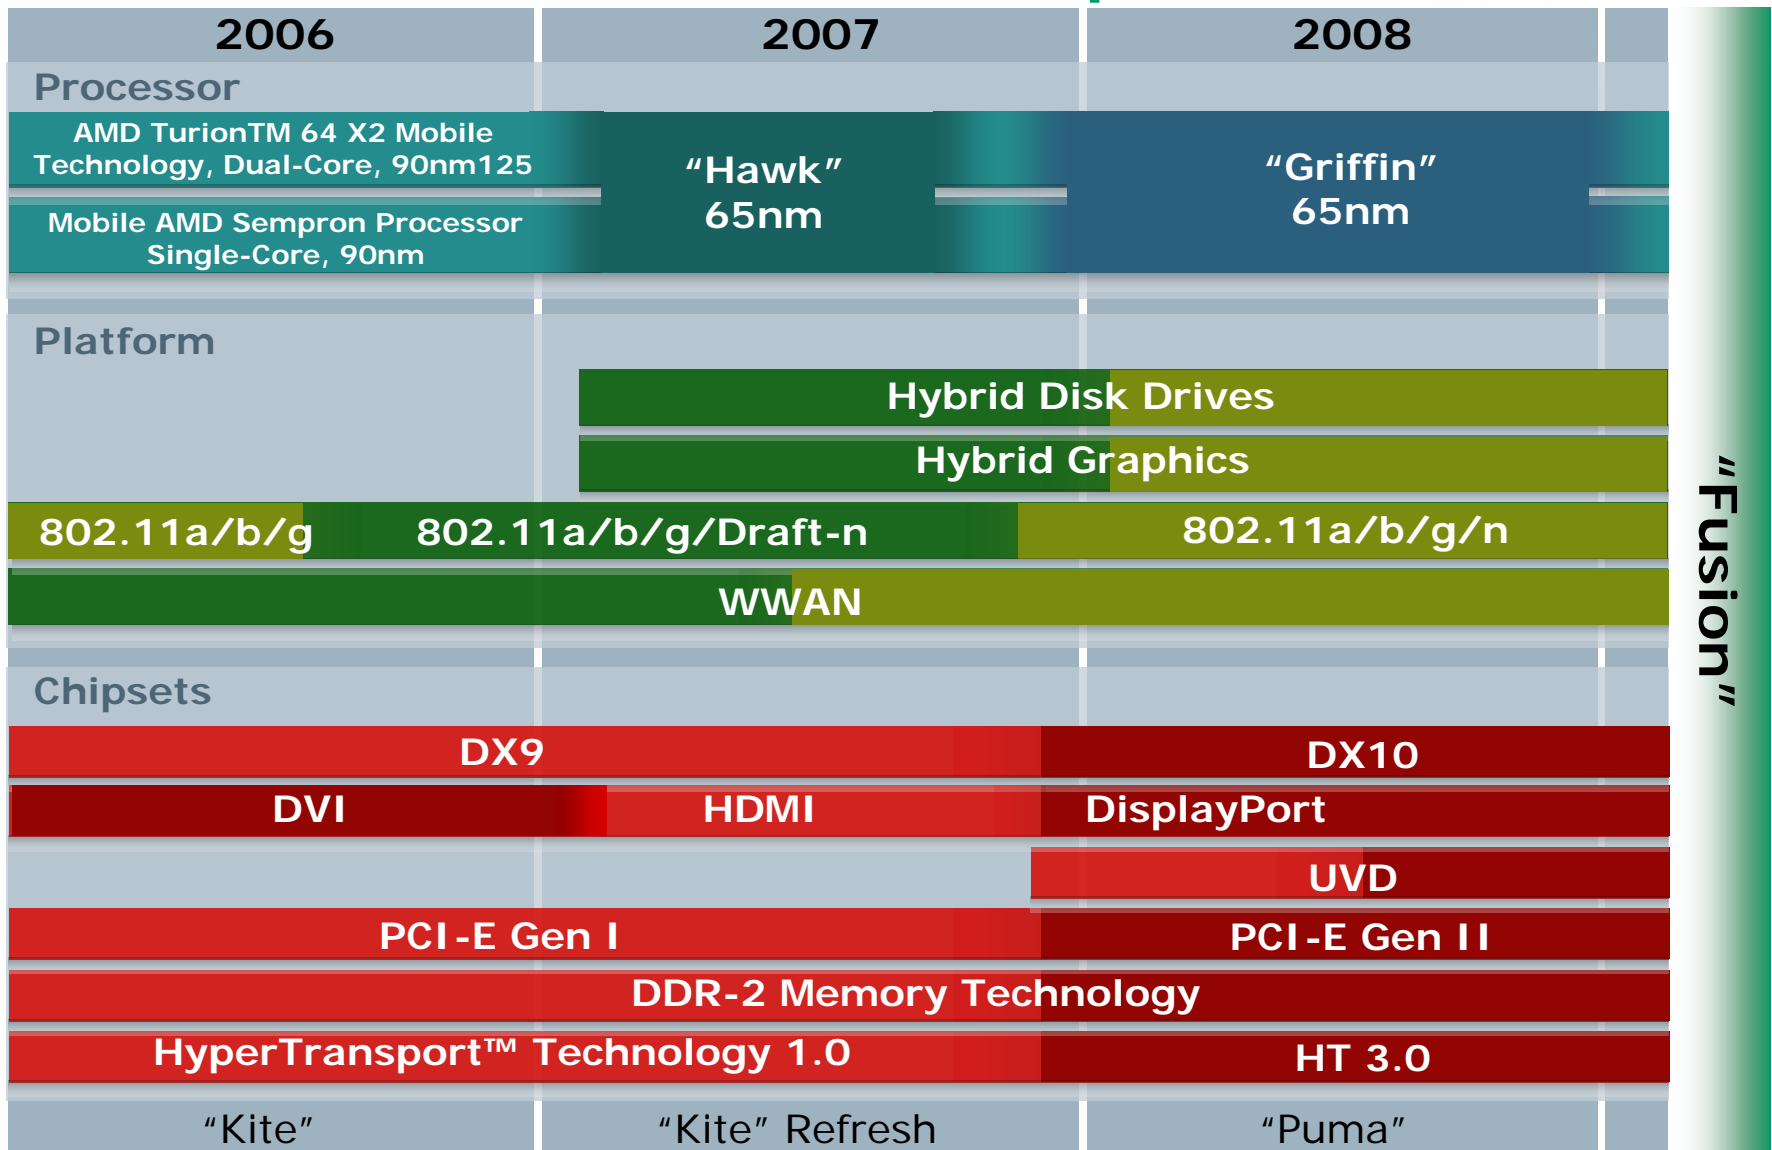 2006
2007
2008
Processor
AMD TurionTM 64 X2 Mobile
Technology, Dual-Core, 90nm125
Mobile AMD Sempron Processor
Single-Core, 90nm
“Hawk”
65nm
“Griffin”
65nm
Platform
Hybrid Disk Drives
Hybrid Graphics
802.11a/b/g
802.11a/b/g/Draft-n
802.11a/b/g/n
WWAN
Chipsets
DX9
DX10
DVI
HDMI
DisplayPort
UVD
PCI-E Gen I
PCI-E Gen II
DDR-2 Memory Technology
HyperTransport™ Technology 1.0
HT 3.0
“Kite”
“Kite” Refresh
“Puma”
“Fusion”